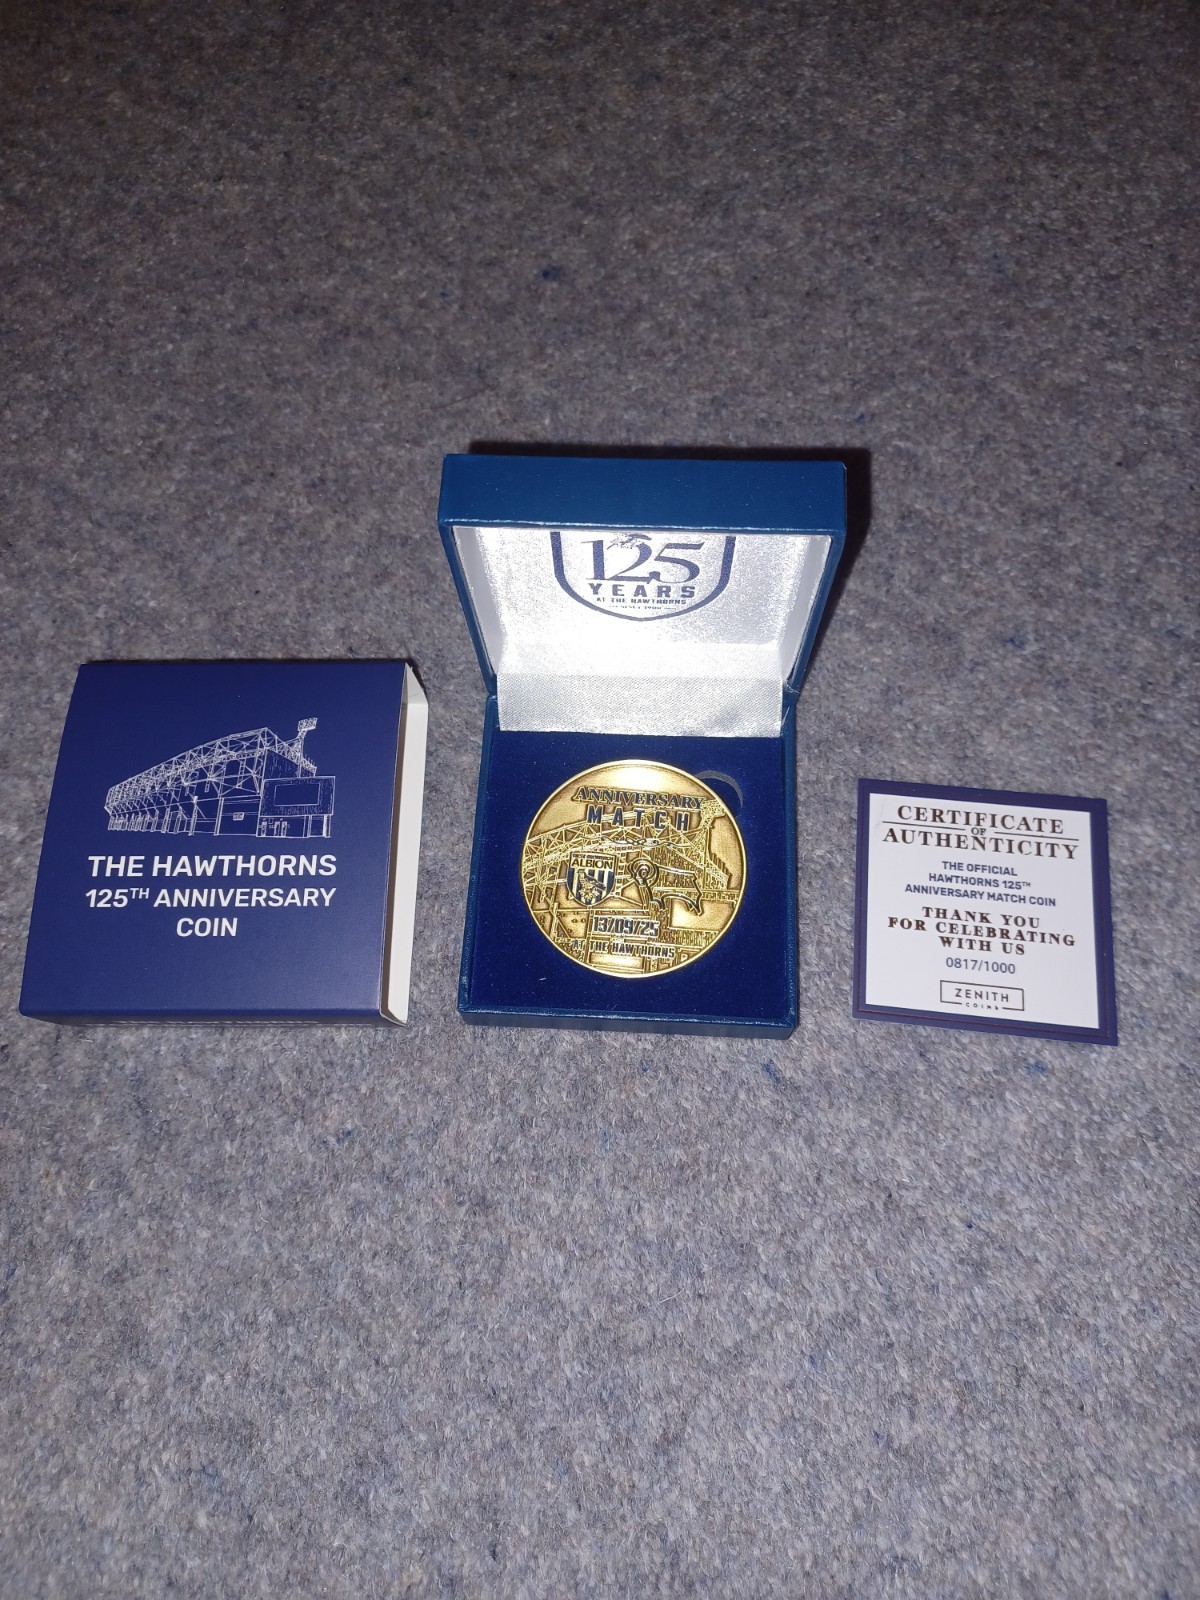 THE HAWTHORNS
125TH ANNIVERSARY
COIN
125
YEARS
AT THE HAWTHORNS
SINCE 1900
ANNIVERSARY
MATCH
ALBION
13/09/25
AT THE HAWTHORNS
CERTIFICATE
OF
AUTHENTICITY
THE OFFICIAL
HAWTHORNS 125TH
ANNIVERSARY MATCH COIN
THANK YOU
FOR CELEBRATING
WITH US
0817/1000
ZENITH
COINS